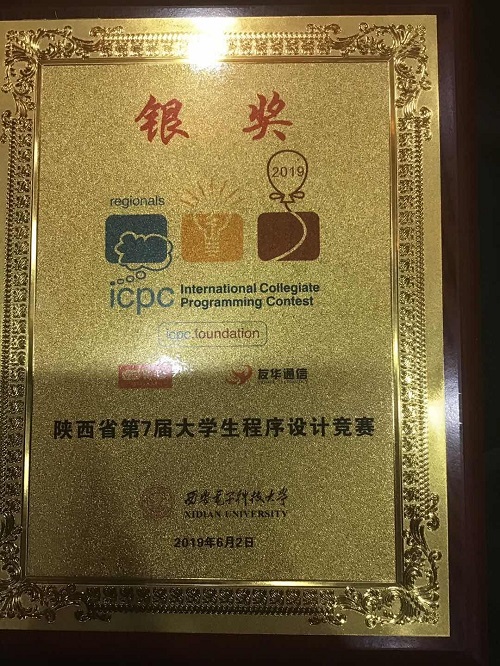 银奖
2019
regionals
icpc International Collegiate
Programming Contest
icpc.foundation
友华通信
陕西省第7届大学生程序设计竞赛
西安电子科技大学
XIDIAN UNIVERSITY
2019年6月2日